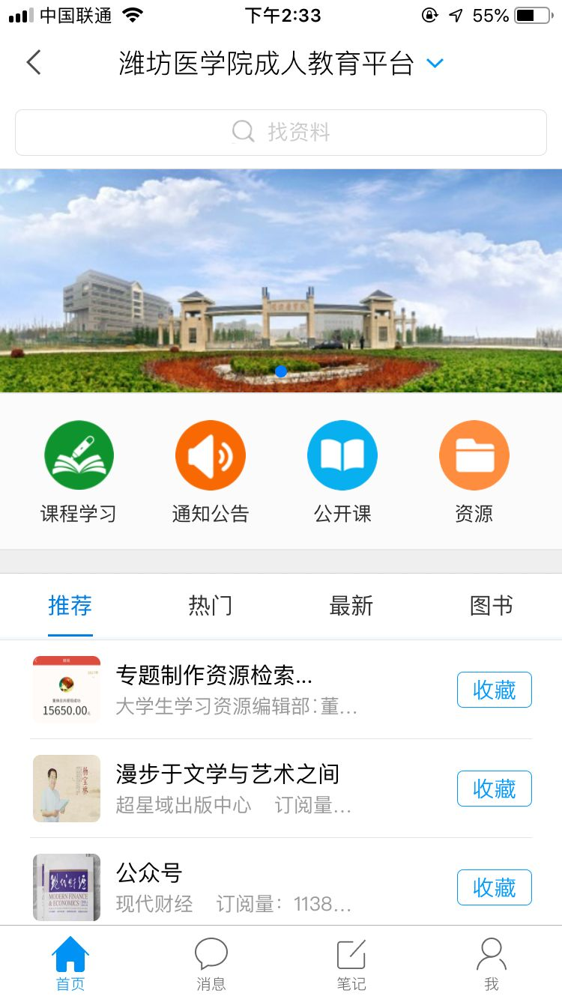 中国联通
下午2:33
55%
潍坊医学院成人教育平台
找资料
课程学习
通知公告
公开课
资源
推荐
热门
最新
图书
15650.00
专题制作资源检索...
大学生学习资源编辑部:董...
收藏
杨宝林
漫步于文学与艺术之间
超星域出版中心 订阅量...
收藏
现代财经
MODERN FINANCE
& ECONOMICS
公众号
现代财经 订阅量：1138...
收藏
首页
消息
笔记
我